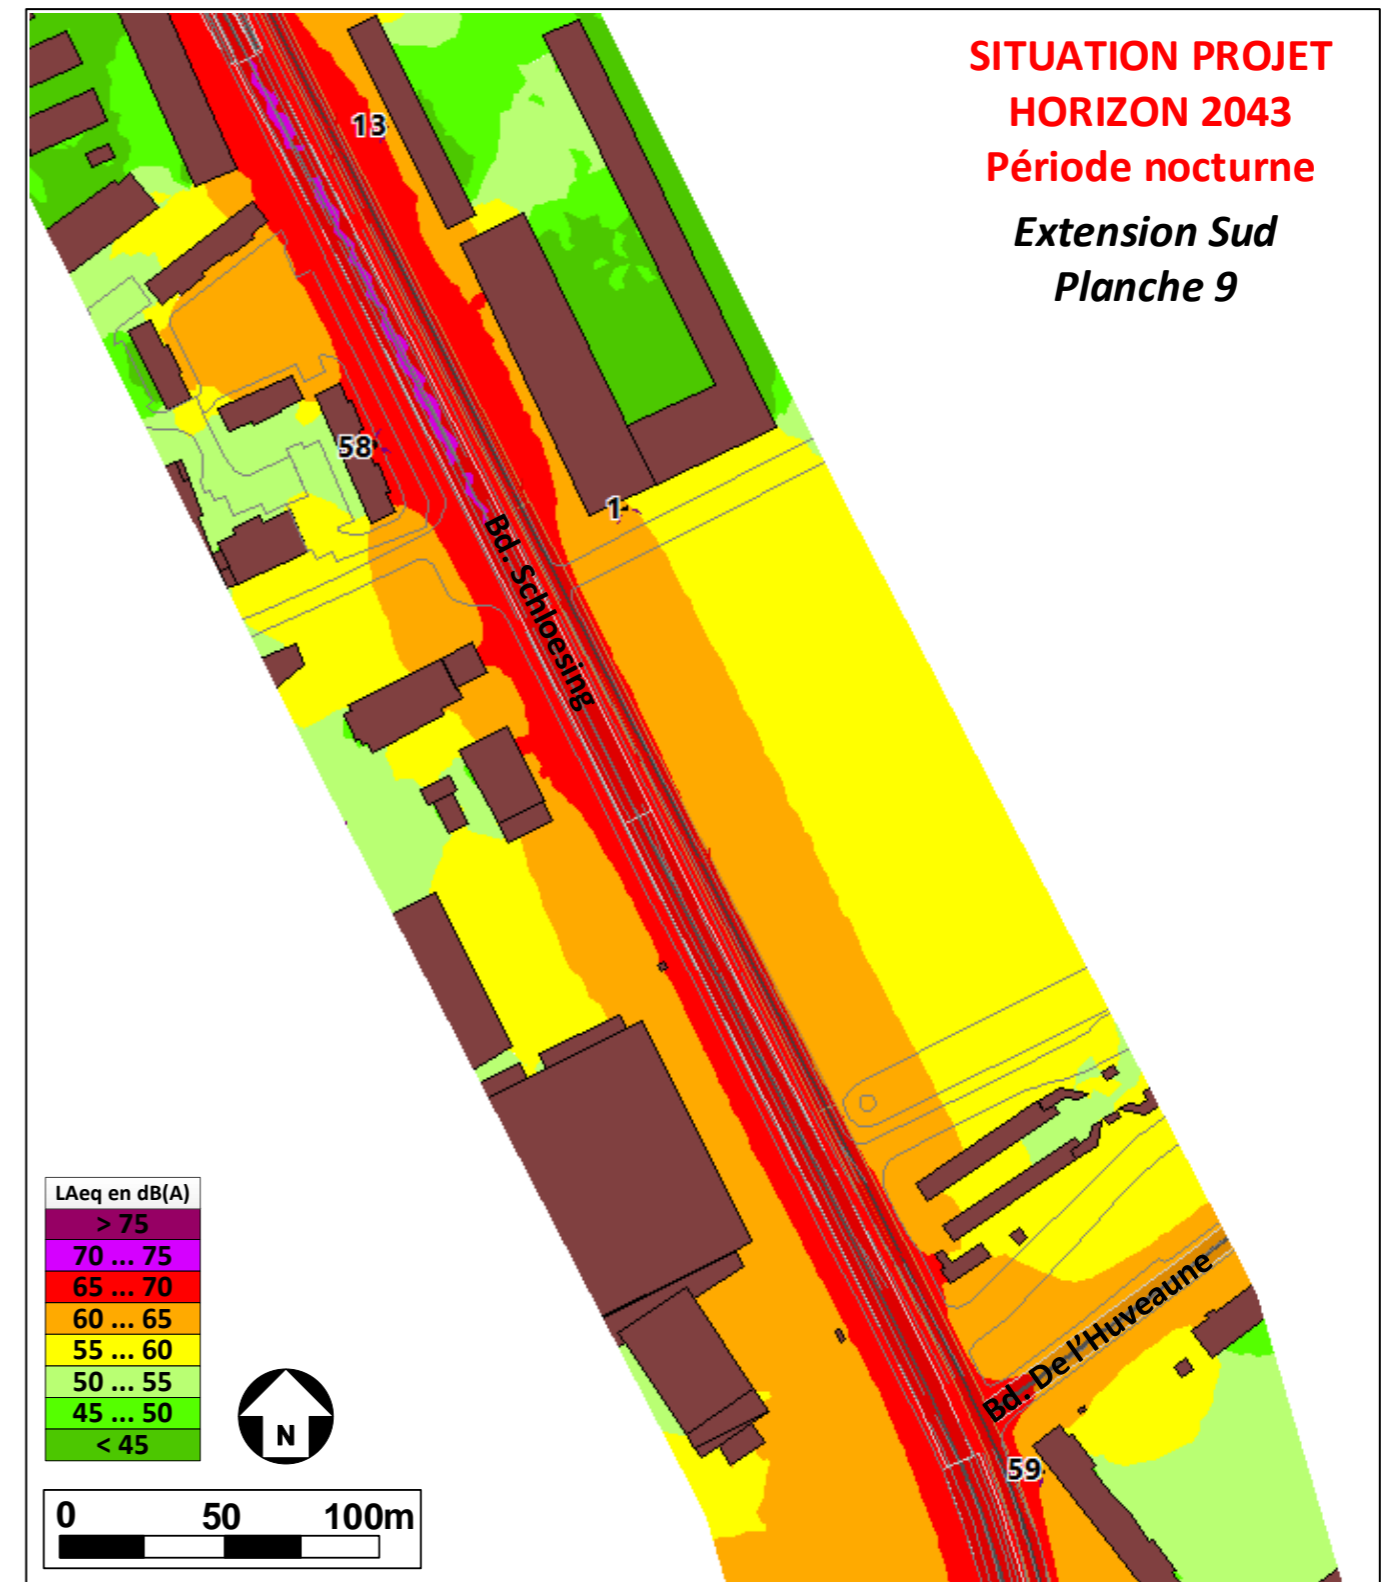 SITUATION PROJET
HORIZON 2043
Période nocturne
Extension Sud
Planche 9
13
58
1
Bd. Schloesing
Bd. De l'Huveaune
59
LAeq en dB(A)
> 75
70 ... 75
65 ... 70
60 ... 65
55 ... 60
50 ... 55
45 ... 50
< 45
N
0 50 100m